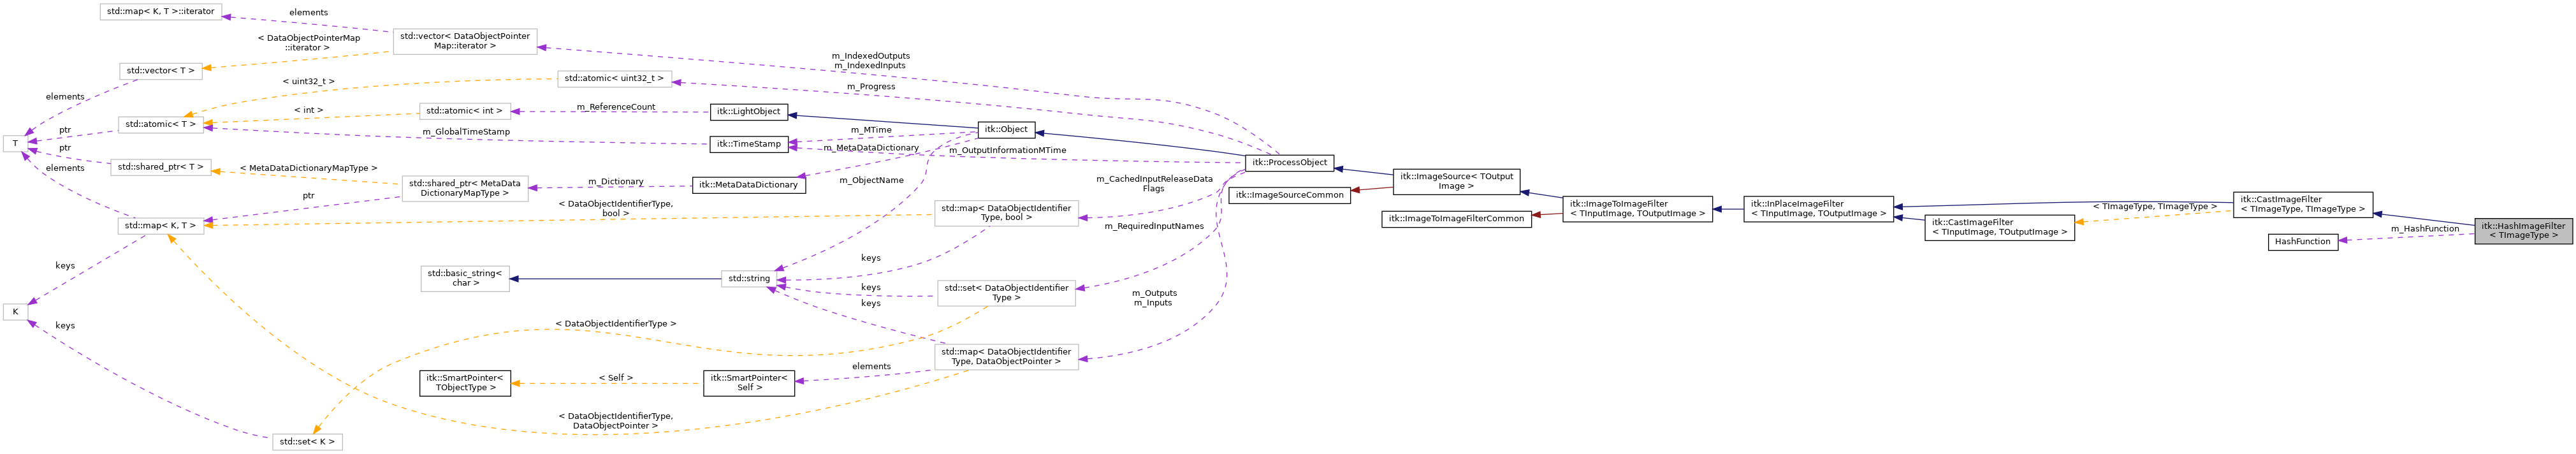 std::map< K, T >::iterator
elements
std::vector< DataObjectPointer
Map::iterator >
< DataObjectPointerMap
::iterator >
m_IndexedOutputs
m_IndexedInputs
std::vector< T >
< uint32_t >
std::atomic< uint32_t >
m_Progress
elements
< int >
std::atomic< int >
m_ReferenceCount
itk::LightObject
std::atomic< T >
ptr
m_GlobalTimeStamp
m_MTime
itk::Object
T
itk::TimeStamp
ptr
m_MetaDataDictionary
m_OutputInformationMTime
itk::ProcessObject
std::shared_ptr< T >
elements
< MetaDataDictionaryMapType >
std::shared_ptr< MetaData
DictionaryMapType >
m_Dictionary
itk::MetaDataDictionary
m_ObjectName
m_CachedInputReleaseData
Flags
itk::ImageSourceCommon
itk::ImageSource< TOutput
Image >
ptr
< DataObjectIdentifierType,
bool >
std::map< DataObjectIdentifier
Type, bool >
itk::ImageToImageFilterCommon
itk::ImageToImageFilter
< TInputImage, TOutputImage >
itk::InPlaceImageFilter
< TInputImage, TOutputImage >
< TImageType, TImageType >
itk::CastImageFilter
< TImageType, TImageType >
itk::CastImageFilter
< TInputImage, TOutputImage >
m_HashFunction
itk::HashImageFilter
< TImageType >
HashFunction
std::map< K, T >
m_RequiredInputNames
keys
keys
std::basic_string<
char >
std::string
keys
std::set< DataObjectIdentifier
Type >
m_Outputs
m_Inputs
keys
K
keys
< DataObjectIdentifierType >
std::map< DataObjectIdentifier
Type, DataObjectPointer >
elements
itk::SmartPointer<
TObjectType >
< Self >
itk::SmartPointer<
Self >
< DataObjectIdentifierType,
DataObjectPointer >
std::set< K >